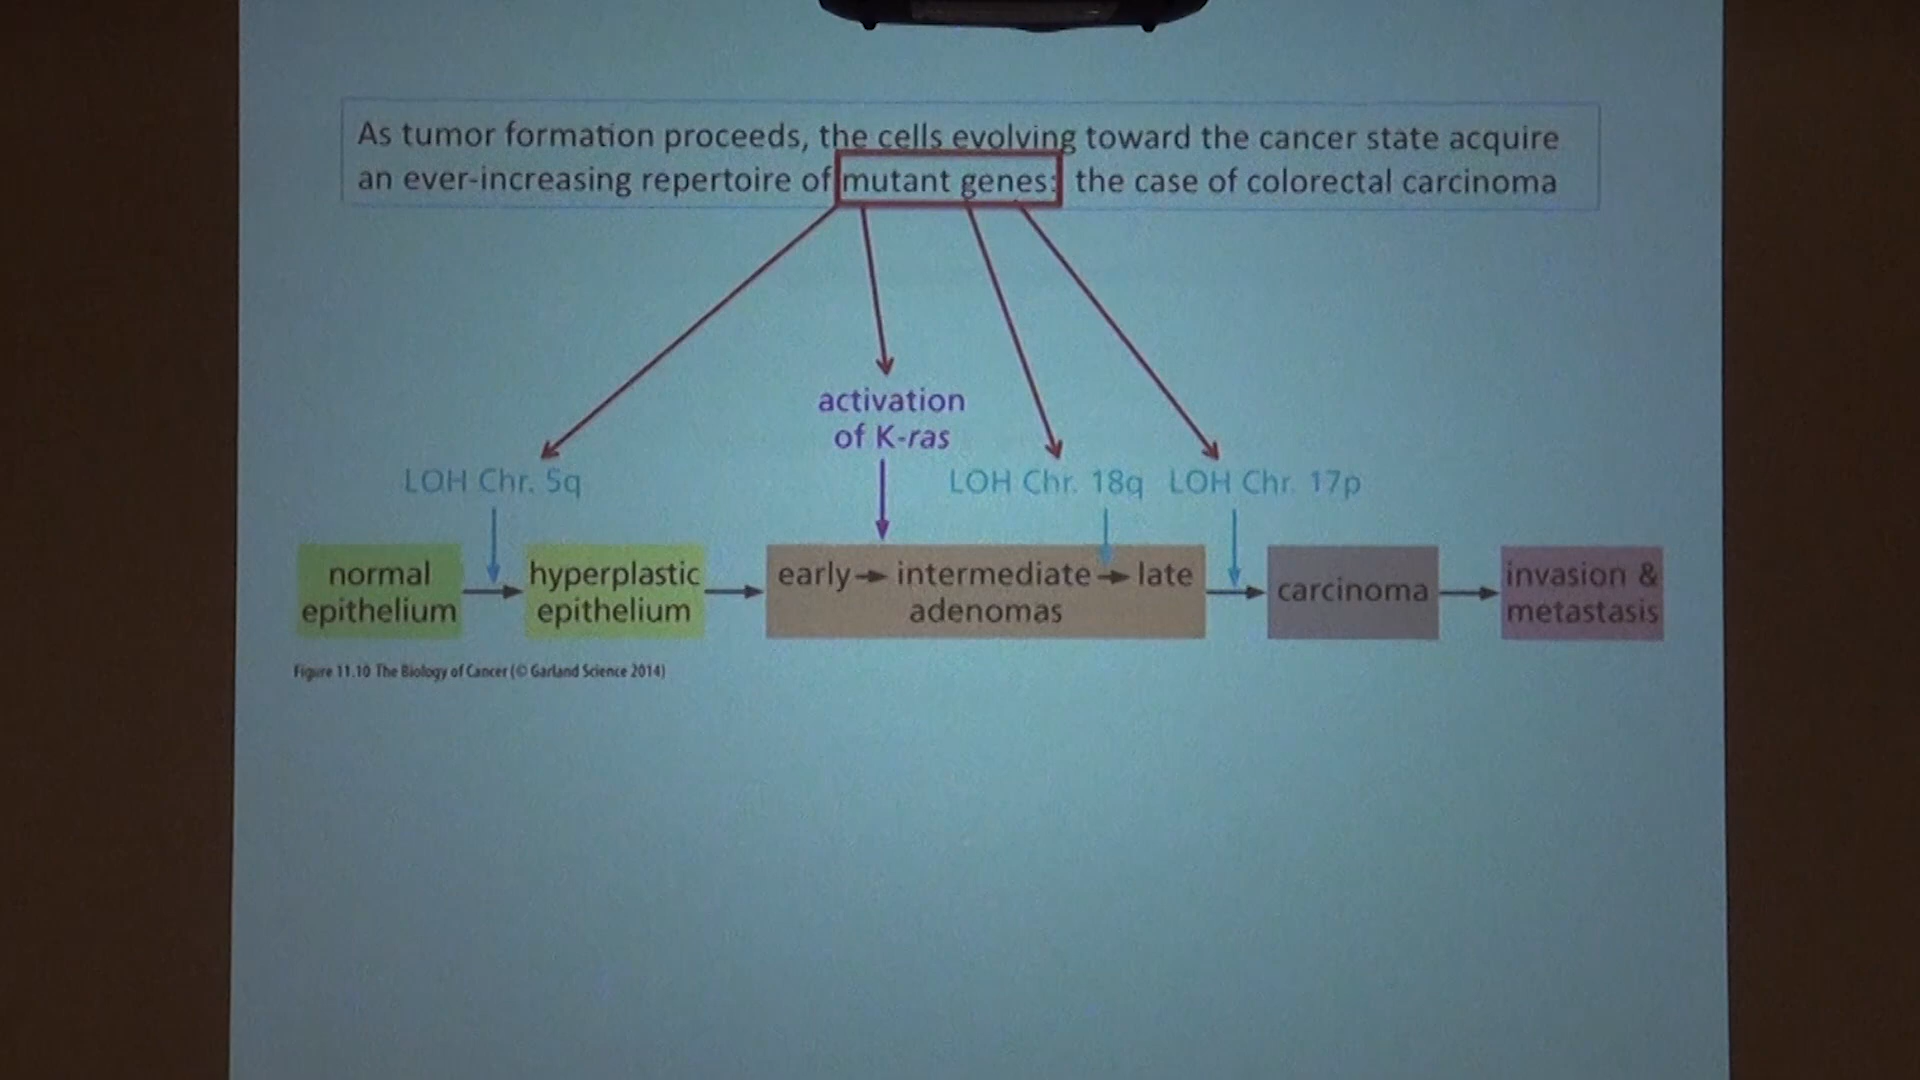 As tumor formation proceeds, the cells evolving toward the cancer state acquire
an ever-increasing repertoire of mutant genes: the case of colorectal carcinoma
activation
of K-ras
LOH Chr. 5q
LOH Chr. 18q
LOH Chr. 17p
normal
epithelium
hyperplastic
epithelium
early intermediate late
adenomas
carcinoma
invasion &
metastasis
Figure 11.10 The Biology of Cancer (© Garland Science 2014)